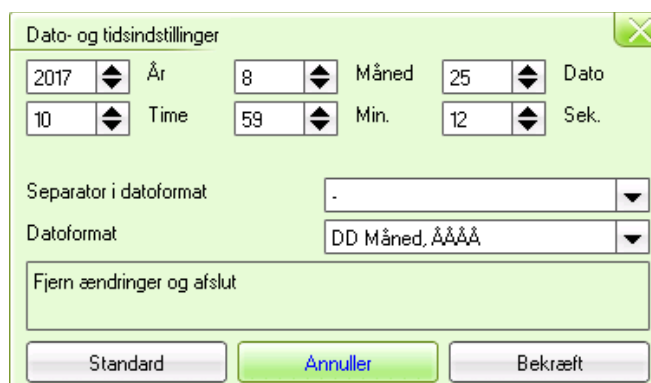 Dato- og tidsindstillinger
2017 År 8 Måned 25 Dato
10 Time 59 Min. 12 Sek.
Separator i datoformat -
Datoformat DD Måned, ÅÅÅÅ
Fjern ændringer og afslut
Standard Annuller Bekræft